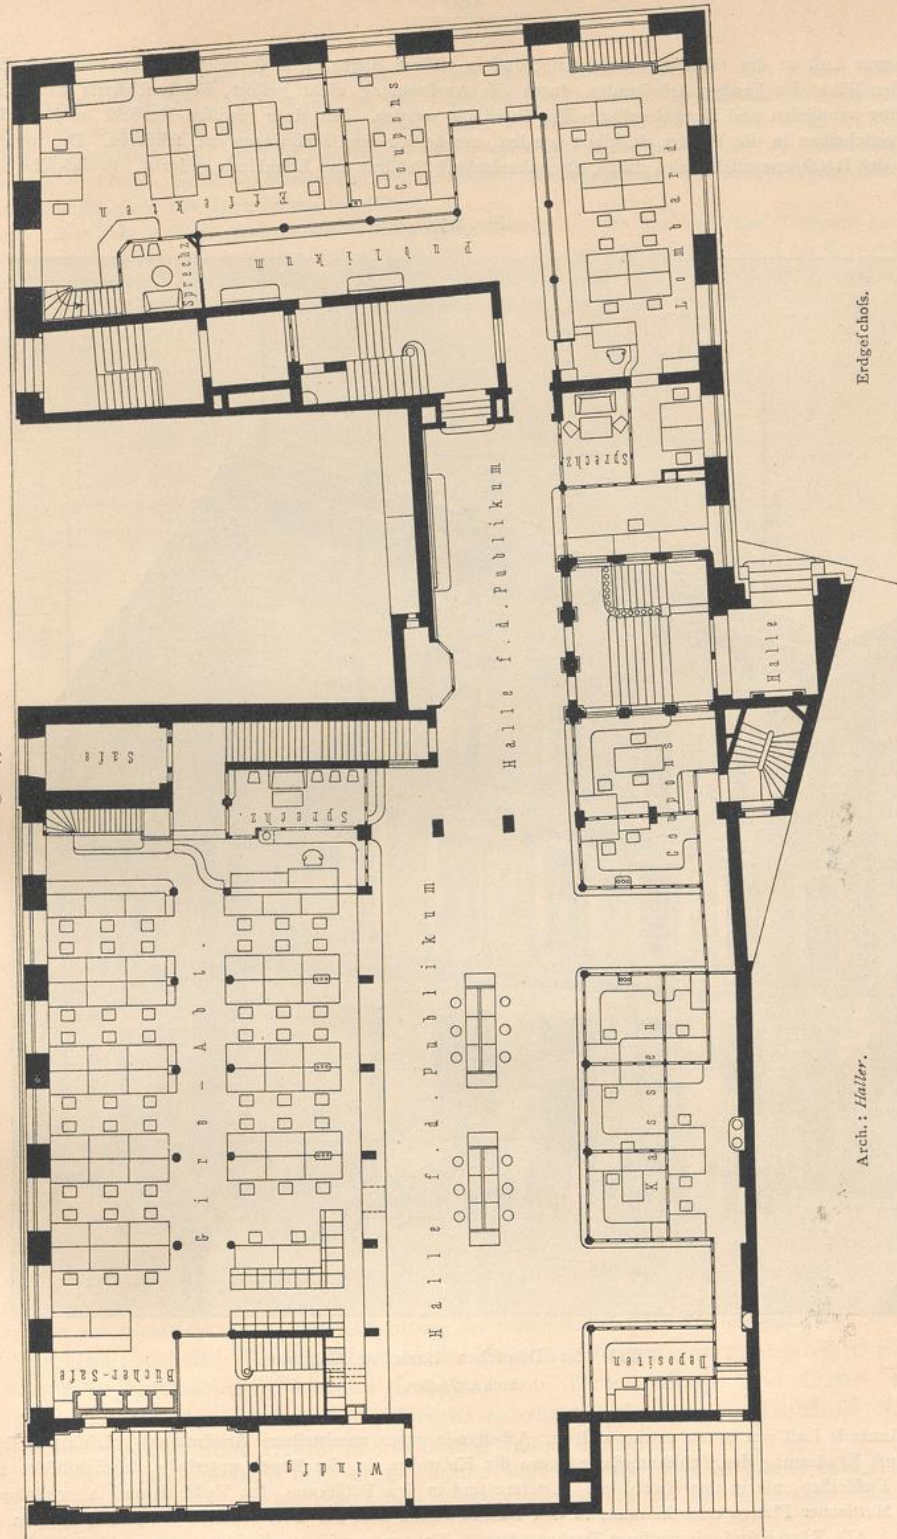 Effekten
Coupons
Lombard
Publikum
Sprechz.
Erdgeſchoſs.
Sprechz.
Halle f.d. Publikum
Halle
Safe
Sprechz.
Coupons
Giro-Abt.
Halle f.d. Publikum
Kassen
Arch.: Haller.
Bücher-Safe
Depositen
Windfg